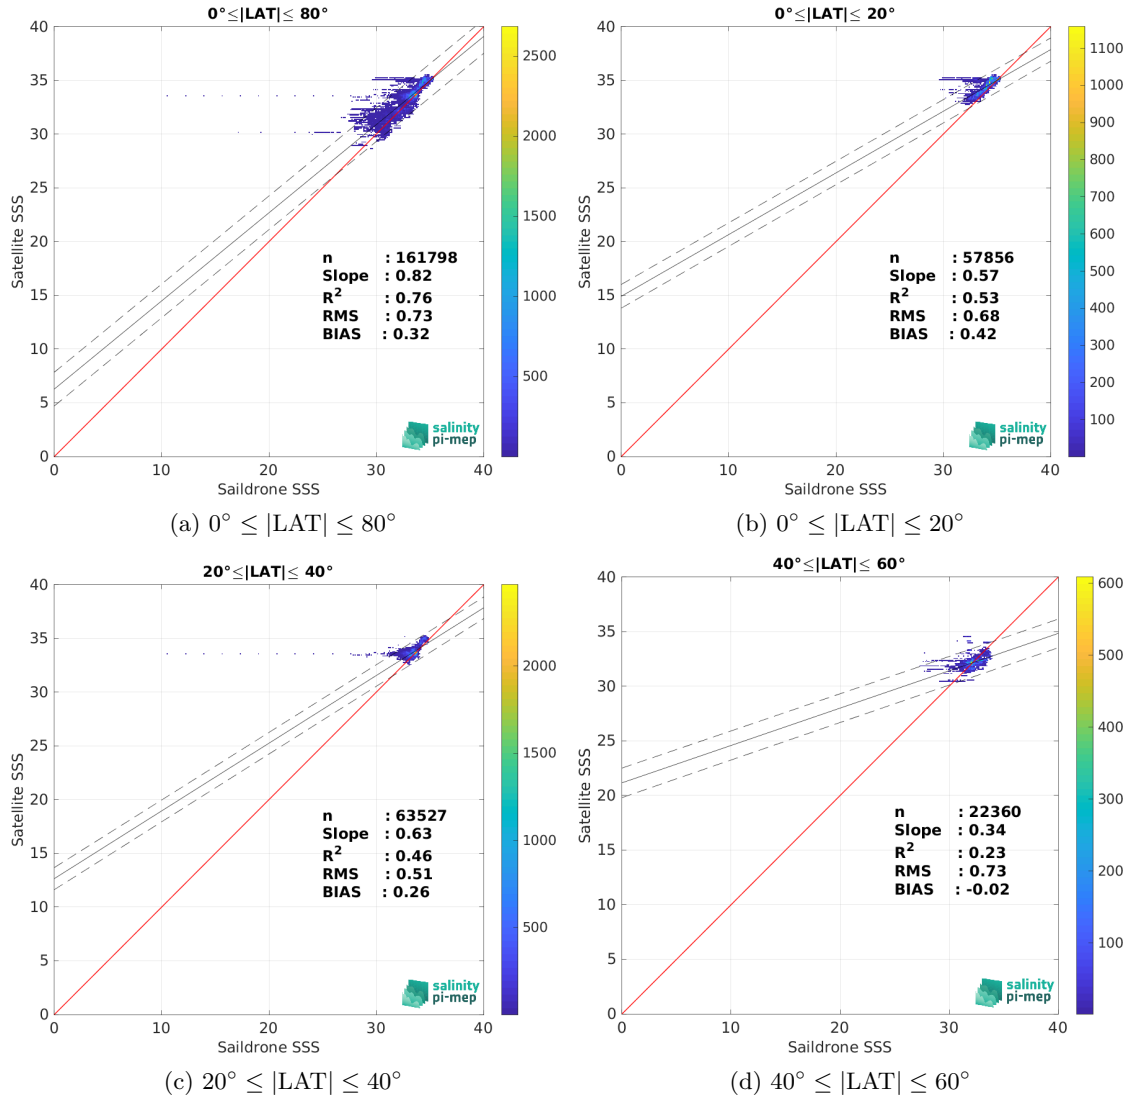 0°≤|LAT|≤ 80°
Satellite SSS
40
35
30
25
20
15
10
5
0
0
10
20
30
40
Saildrone SSS
n : 161798
Slope : 0.82
R² : 0.76
RMS : 0.73
BIAS : 0.32
salinity
pi-mep
2500
2000
1500
1000
500
(a) 0° ≤ |LAT| ≤ 80°
0°≤|LAT|≤ 20°
Satellite SSS
40
35
30
25
20
15
10
5
0
0
10
20
30
40
Saildrone SSS
n : 57856
Slope : 0.57
R² : 0.53
RMS : 0.68
BIAS : 0.42
salinity
pi-mep
1100
1000
900
800
700
600
500
400
300
200
100
(b) 0° ≤ |LAT| ≤ 20°
20°≤|LAT|≤ 40°
Satellite SSS
40
35
30
25
20
15
10
5
0
0
10
20
30
40
Saildrone SSS
n : 63527
Slope : 0.63
R² : 0.46
RMS : 0.51
BIAS : 0.26
salinity
pi-mep
2000
1500
1000
500
(c) 20° ≤ |LAT| ≤ 40°
40°≤|LAT|≤ 60°
Satellite SSS
40
35
30
25
20
15
10
5
0
0
10
20
30
40
Saildrone SSS
n : 22360
Slope : 0.34
R² : 0.23
RMS : 0.73
BIAS : -0.02
salinity
pi-mep
600
500
400
300
200
100
(d) 40° ≤ |LAT| ≤ 60°